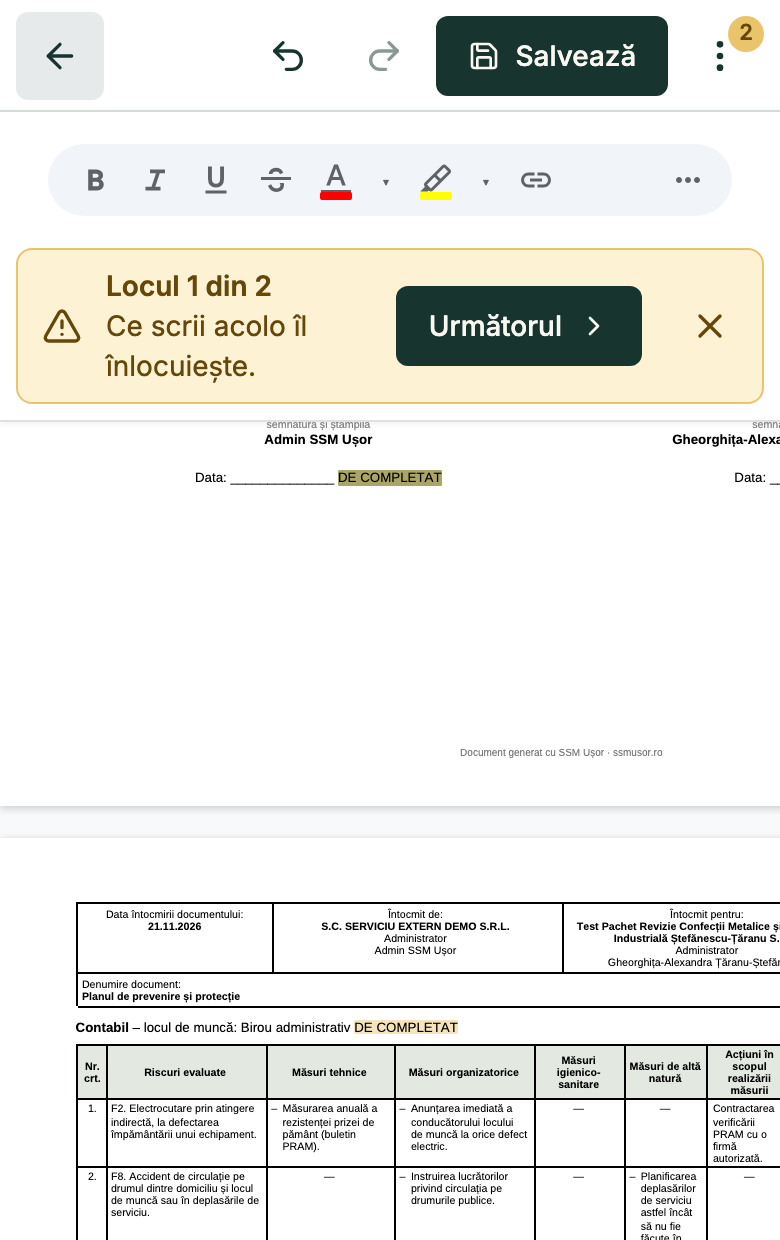 Salvează
2
B I U S A
Locul 1 din 2
Ce scrii acolo îl
înlocuiește.
Următorul
semnătura și ștampila
Admin SSM Ușor
Gheorghița-Alexa
Data: ______________ DE COMPLETAT
Data: __
Document generat cu SSM Ușor · ssmusor.ro
Data întocmirii documentului:
21.11.2026
Întocmit de:
S.C. SERVICIU EXTERN DEMO S.R.L.
Administrator
Admin SSM Ușor
Întocmit pentru:
Test Pachet Revizie Confecții Metalice și
Industrială Ștefănescu-Țăranu S.
Administrator
Gheorghița-Alexandra Țăranu-Ștefăn
Denumire document:
Planul de prevenire și protecție
Contabil – locul de muncă: Birou administrativ DE COMPLETAT
Nr.
crt.
Riscuri evaluate
Măsuri tehnice
Măsuri organizatorice
Măsuri
igienico-
sanitare
Măsuri de altă
natură
Acțiuni în
scopul
realizării
măsurii
1.
F2. Electrocutare prin atingere
indirectă, la defectarea
împământării unui echipament.
– Măsurarea anuală a
rezistenței prizei de
pământ (buletin
PRAM).
– Anunțarea imediată a
conducătorului locului
de muncă la orice defect
electric.
—
—
Contractarea
verificării
PRAM cu o
firmă
autorizată.
2.
F8. Accident de circulație pe
drumul dintre domiciliu și locul
de muncă sau în deplasările de
serviciu.
—
– Instruirea lucrătorilor
privind circulația pe
drumurile publice.
—
– Planificarea
deplasărilor
de serviciu
astfel încât
să nu fie
făcute în
—